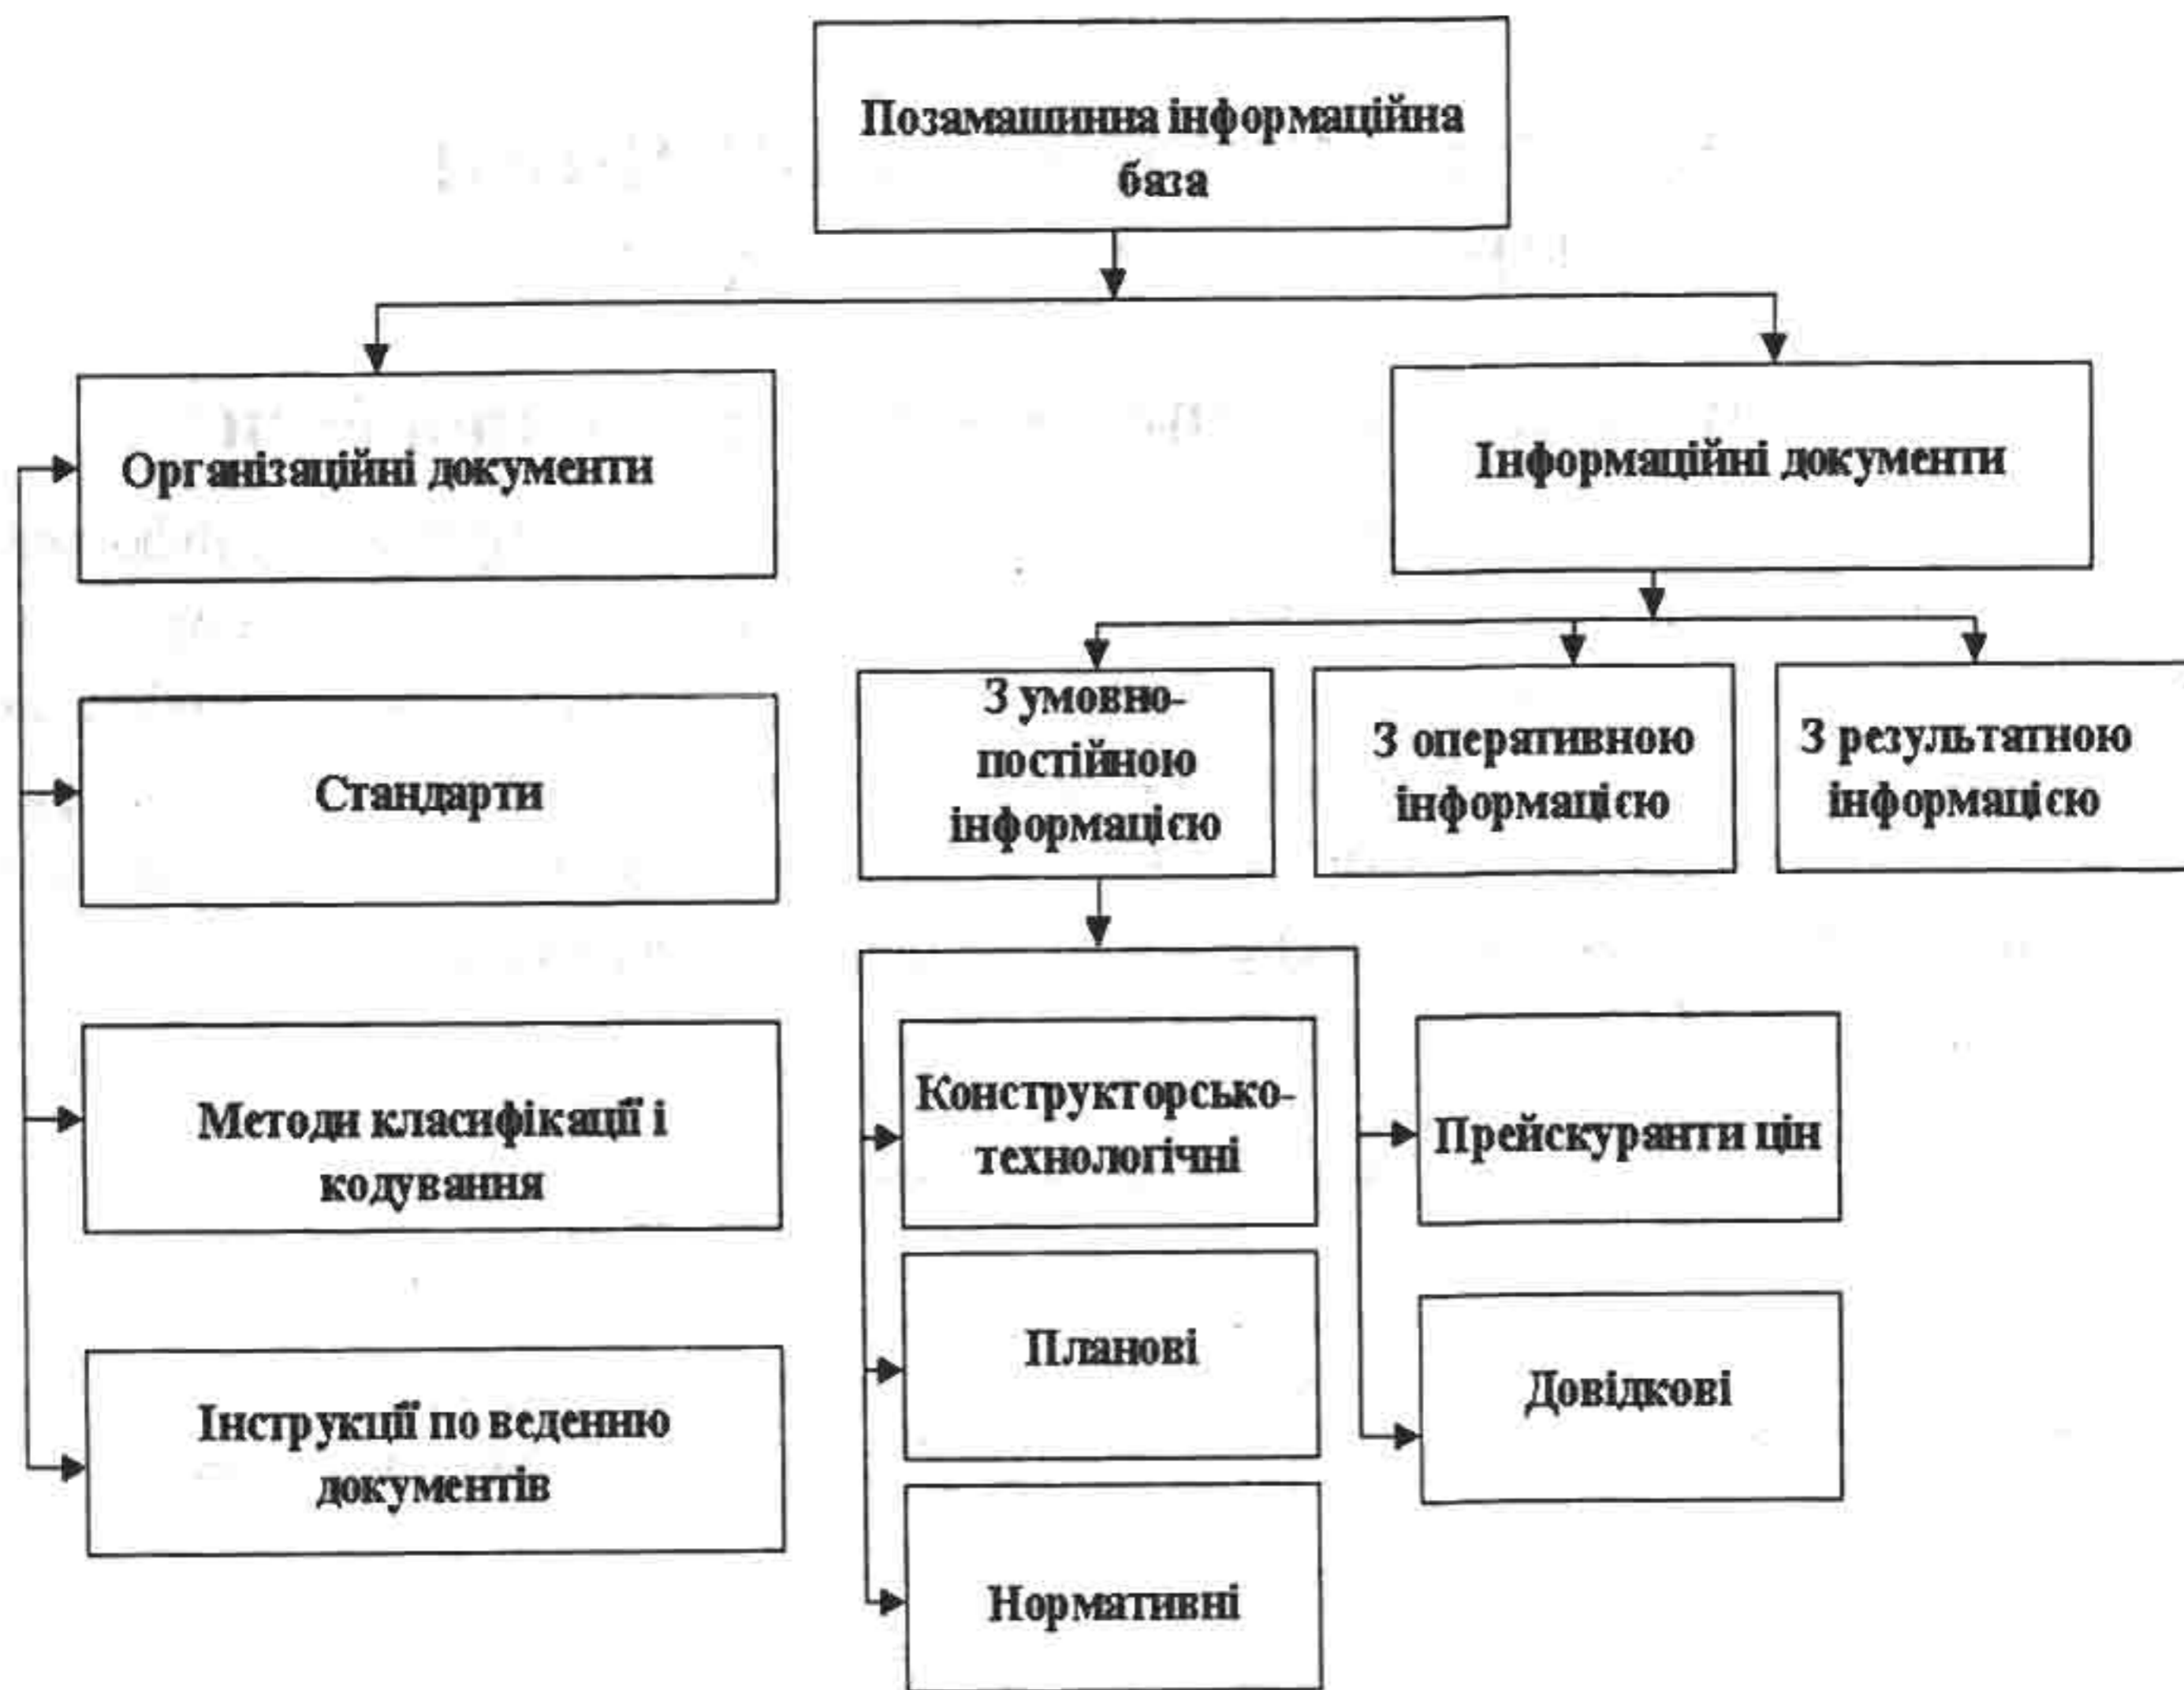 Позамашинна інформаційна
база
Організаційні документи
Інформаційні документи
Стандарти
З умовно-
постійною
інформацією
З оперативною
інформацією
З результатною
інформацією
Методи класифікації і
кодування
Конструкторсько-
технологічні
Прейскуранти цін
Інструкції по веденню
документів
Планові
Довідкові
Нормативні